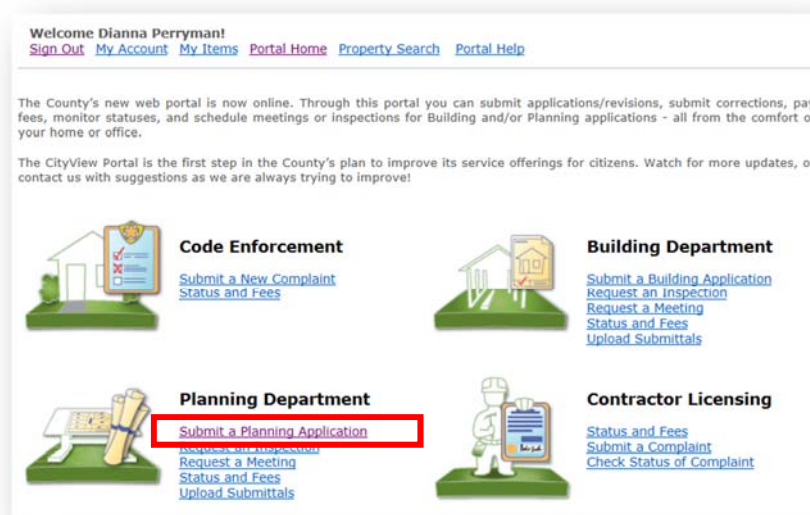 Welcome Dianna Perryman!
Sign Out My Account My Items Portal Home Property Search Portal Help
The County's new web portal is now online. Through this portal you can submit applications/revisions, submit corrections, pa
fees, monitor statuses, and schedule meetings or inspections for Building and/or Planning applications - all from the comfort o
your home or office.
The CityView Portal is the first step in the County's plan to improve its service offerings for citizens. Watch for more updates, o
contact us with suggestions as we are always trying to improve!
Code Enforcement
Submit a New Complaint
Status and Fees
Building Department
Submit a Building Application
Request an Inspection
Request a Meeting
Status and Fees
Upload Submittals
Planning Department
Submit a Planning Application
Request an Inspection
Request a Meeting
Status and Fees
Upload Submittals
Contractor Licensing
Status and Fees
Submit a Complaint
Check Status of Complaint